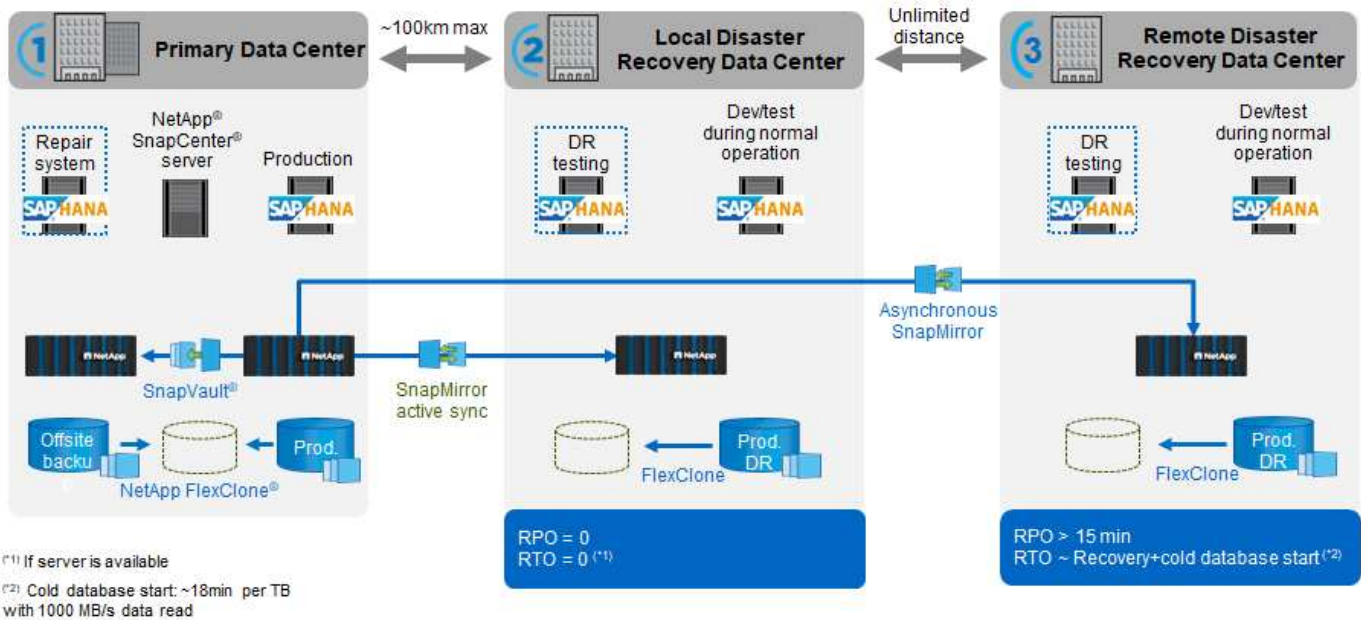 1
Primary Data Center
~100km max
2
Local Disaster
Recovery Data Center
Unlimited
distance
3
Remote Disaster
Recovery Data Center
Repair
system
SAP HANA
NetApp®
SnapCenter®
server
Production
SAP HANA
DR
testing
SAP HANA
Dev/test
during normal
operation
SAP HANA
DR
testing
SAP HANA
Dev/test
during normal
operation
SAP HANA
Asynchronous
SnapMirror
NetApp
SnapVault®
NetApp
SnapMirror
active sync
NetApp
NetApp
Offsite
backu
Prod.
NetApp FlexClone®
Prod.
DR
FlexClone
Prod.
DR
FlexClone
RPO = 0
RTO = 0 (*1)
RPO > 15 min
RTO ~ Recovery+cold database start (*2)
(*1) If server is available
(*2) Cold database start: ~18min per TB
with 1000 MB/s data read